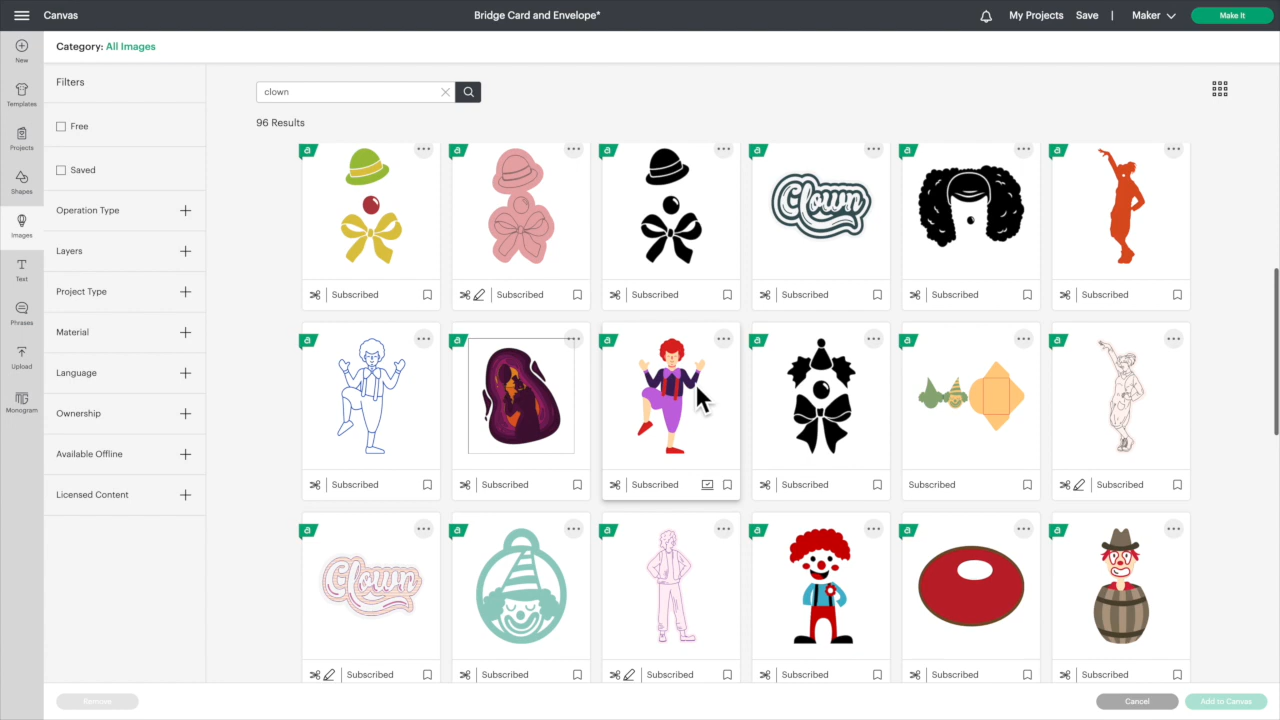 Canvas
Bridge Card and Envelope*
My Projects
Save
|
Maker
Make It
New
Templates
Projects
Shapes
Images
Text
Phrases
Upload
Monogram
Category: All Images
Filters
Free
Saved
Operation Type
Layers
Project Type
Material
Language
Ownership
Available Offline
Licensed Content
clown
96 Results
a
a
a
a
a
a
Clown
Subscribed
Subscribed
Subscribed
Subscribed
Subscribed
Subscribed
a
a
a
a
a
a
Subscribed
Subscribed
Subscribed
Subscribed
Subscribed
Subscribed
a
a
a
a
a
a
Clown
Subscribed
Subscribed
Subscribed
Subscribed
Subscribed
Subscribed
Remove
Cancel
Add to Canvas